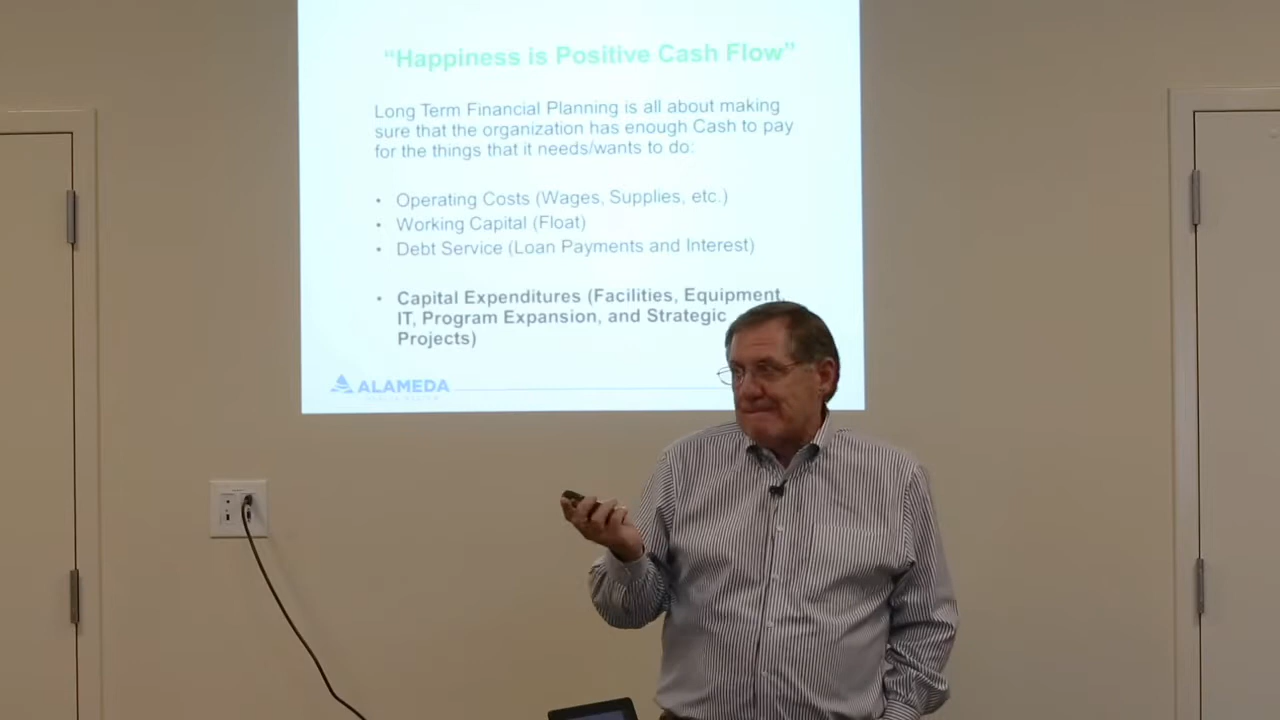 “Happiness is Positive Cash Flow”
Long Term Financial Planning is all about making
sure that the organization has enough Cash to pay
for the things that it needs/wants to do:
• Operating Costs (Wages, Supplies, etc.)
• Working Capital (Float)
• Debt Service (Loan Payments and Interest)
• Capital Expenditures (Facilities, Equipment,
IT, Program Expansion, and Strategic
Projects)
ALAMEDA